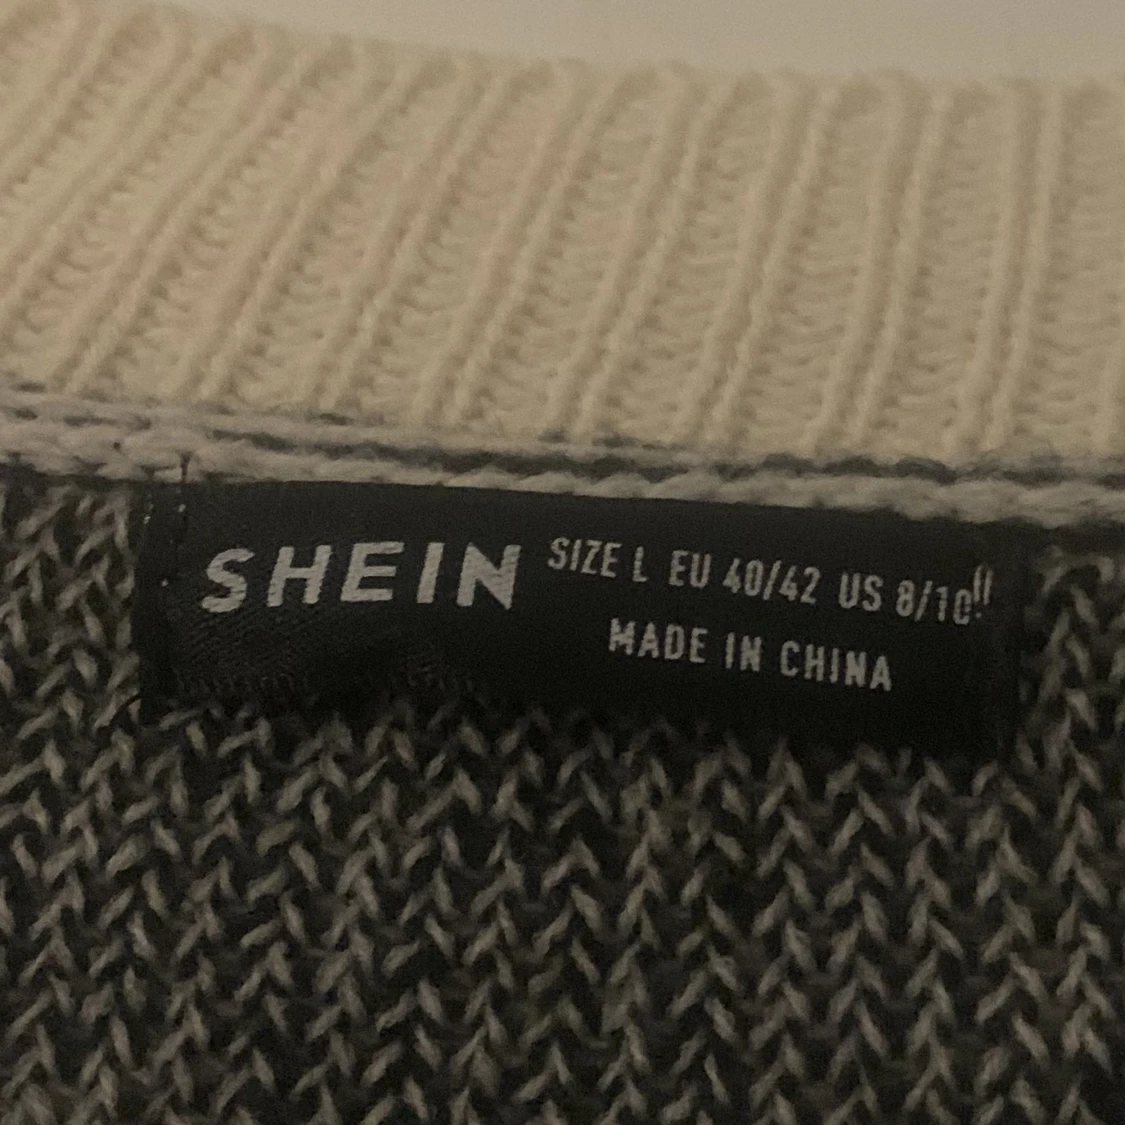 SHEIN
SIZE L EU 40/42 US 8/10
MADE IN CHINA